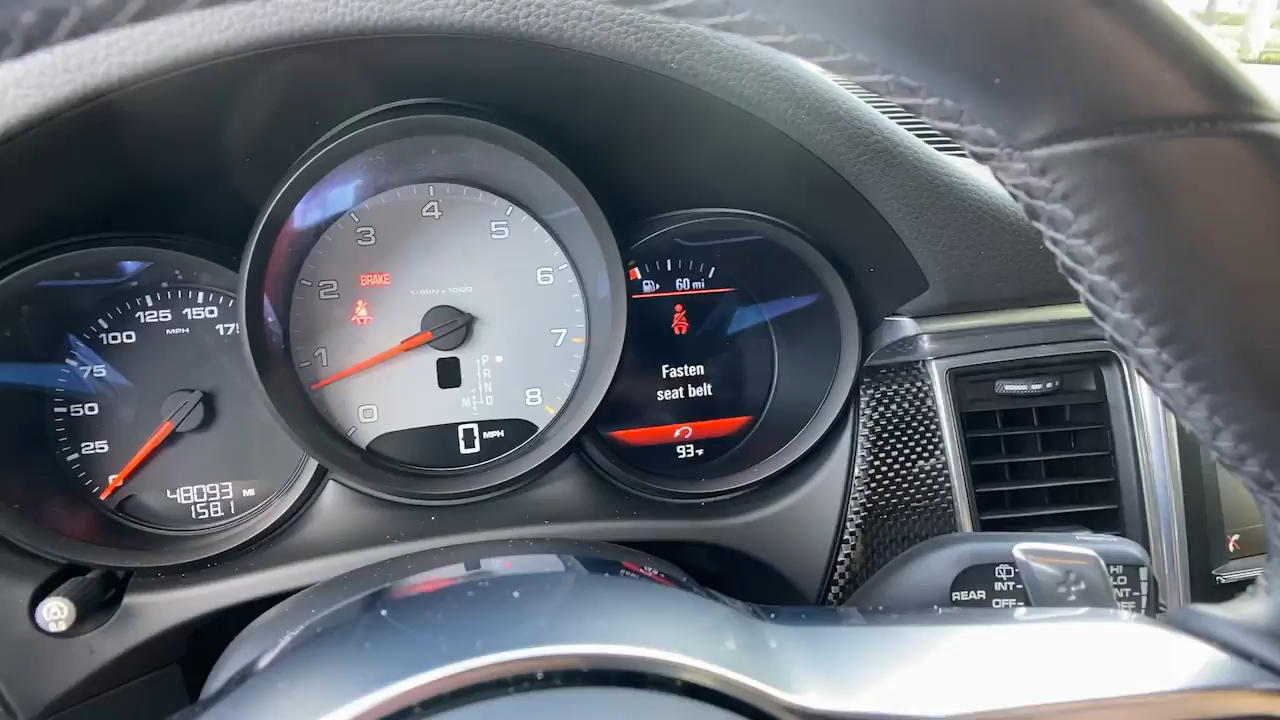 25
50
75
100
125
150
MPH
48093 MI
158.1
0
1
2
3
4
5
6
7
8
BRAKE
1/MIN x 1000
P
R
N
D
M
0 MPH
60 mi
Fasten
seat belt
93°F
REAR
INT
OFF
HI
LO
INT
OFF